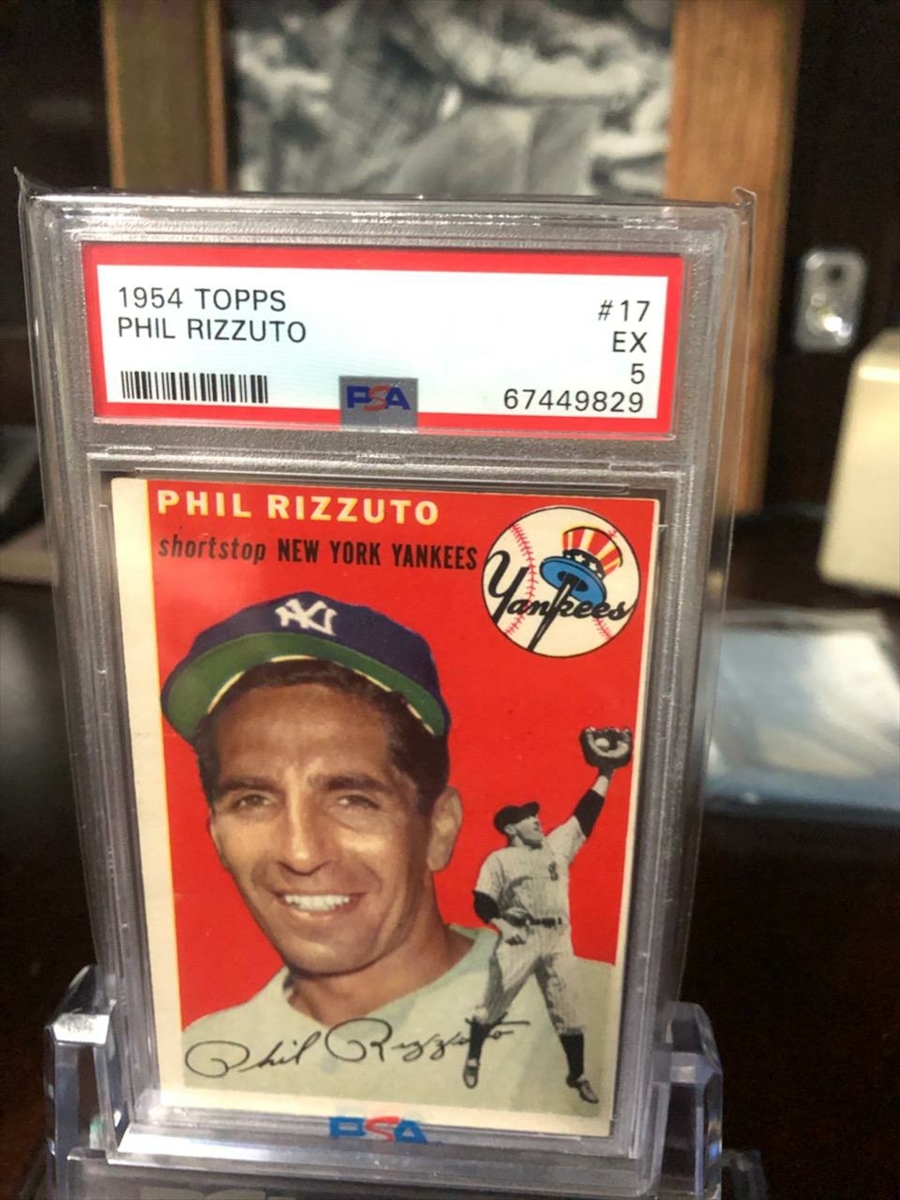 1954 TOPPS
PHIL RIZZUTO
#17
EX
5
67449829
PSA
PHIL RIZZUTO
shortstop NEW YORK YANKEES
Yankees
NY
Phil Rizzuto
PSA